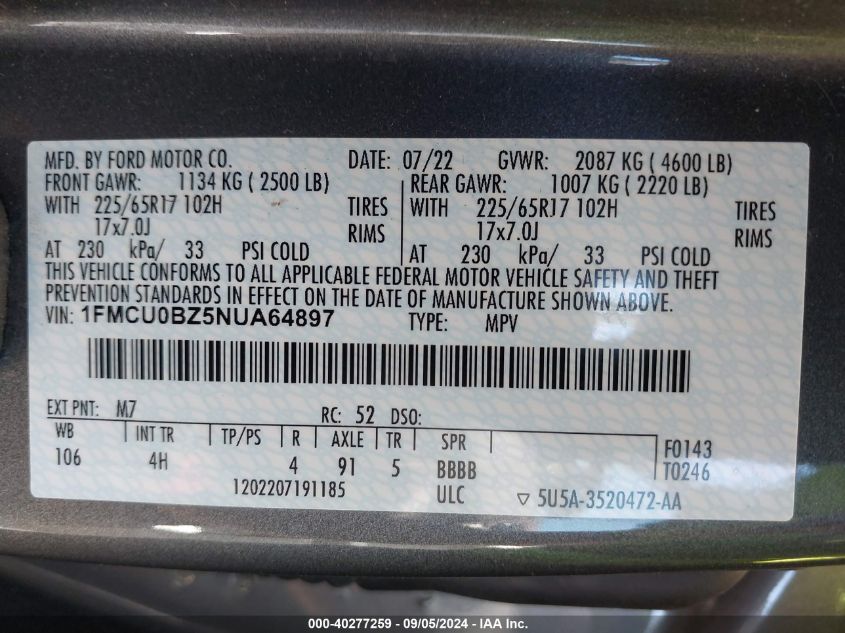 MFD. BY FORD MOTOR CO. DATE: 07/22 GVWR: 2087 KG ( 4600 LB)
FRONT GAWR: 1134 KG ( 2500 LB) REAR GAWR: 1007 KG ( 2220 LB)
WITH 225/65R17 102H TIRES WITH 225/65R17 102H TIRES
17x7.0J RIMS 17x7.0J RIMS
AT 230 kPa/ 33 PSI COLD AT 230 kPa/ 33 PSI COLD
THIS VEHICLE CONFORMS TO ALL APPLICABLE FEDERAL MOTOR VEHICLE SAFETY AND THEFT
PREVENTION STANDARDS IN EFFECT ON THE DATE OF MANUFACTURE SHOWN ABOVE.
VIN: 1FMCU0BZ5NUA64897 TYPE: MPV
EXT PNT: M7 RC: 52 DSO:
WB INT TR TP/PS R AXLE TR SPR F0143
106 4H 4 91 5 BBBB T0246
1202207191185 ULC ▽ 5U5A-3520472-AA
000-40277259 - 09/05/2024 - IAA Inc.